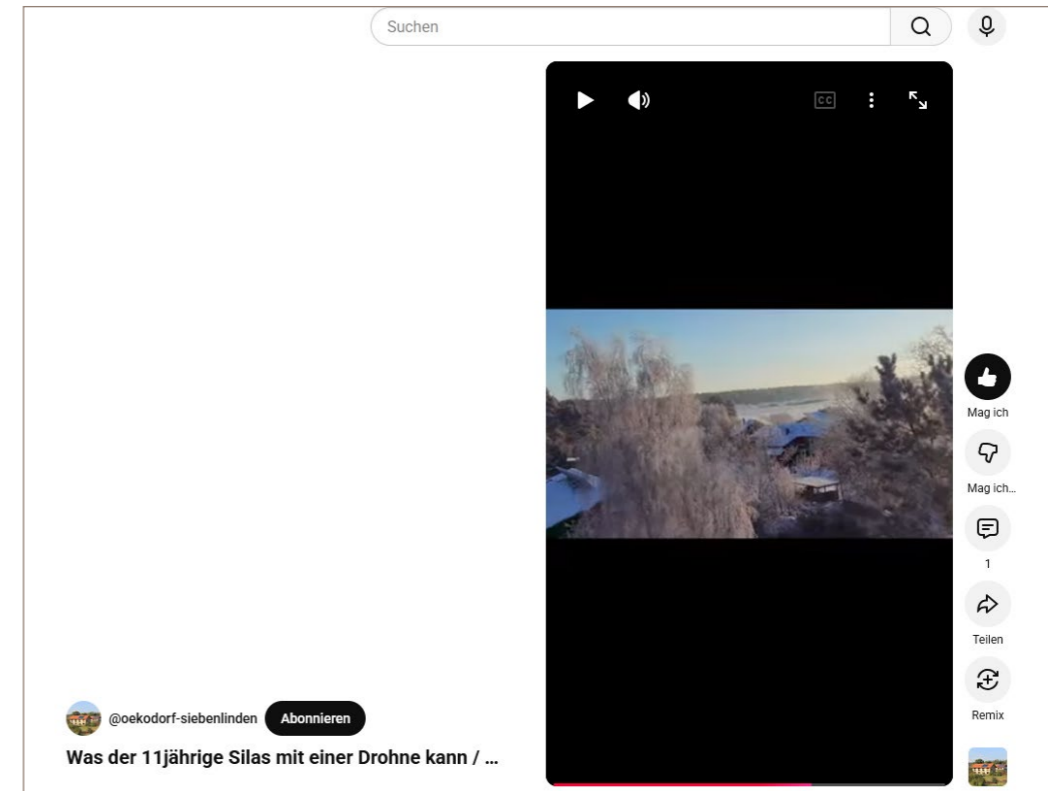 Suchen
CC
Mag ich
Mag ich...
1
Teilen
Remix
@oekodorf-siebenlinden Abonnieren
Was der 11jährige Silas mit einer Drohne kann / ...